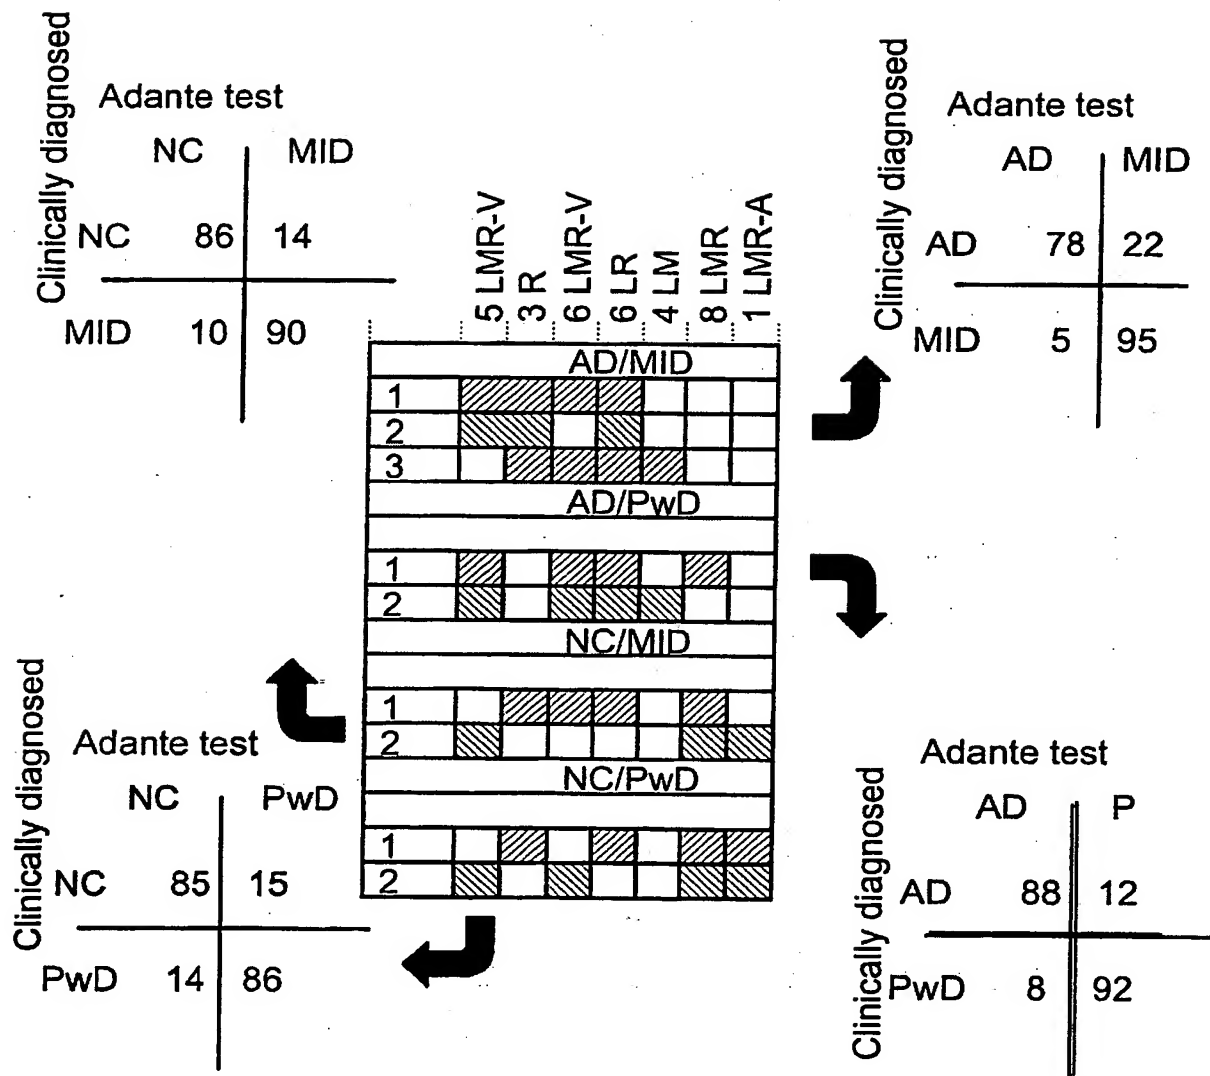 Clinically diagnosed
Adante test
NC MID
NC 86 14
MID 10 90
Clinically diagnosed
Adante test
AD MID
AD 78 22
MID 5 95
5 LMR-V
3 R
6 LMR-V
6 LR
4 LM
8 LMR
1 LMR-A
AD/MID
1
2
3
AD/PwD
1
2
NC/MID
1
2
NC/PwD
1
2
Clinically diagnosed
Adante test
NC PwD
NC 85 15
PwD 14 86
Clinically diagnosed
Adante test
AD P
AD 88 12
PwD 8 92